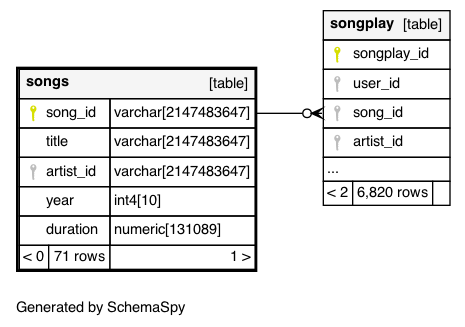 songplay [table]
songplay_id
user_id
song_id
artist_id
...
< 2 6,820 rows
songs [table]
song_id varchar[2147483647]
title varchar[2147483647]
artist_id varchar[2147483647]
year int4[10]
duration numeric[131089]
< 0 71 rows 1 >
Generated by SchemaSpy